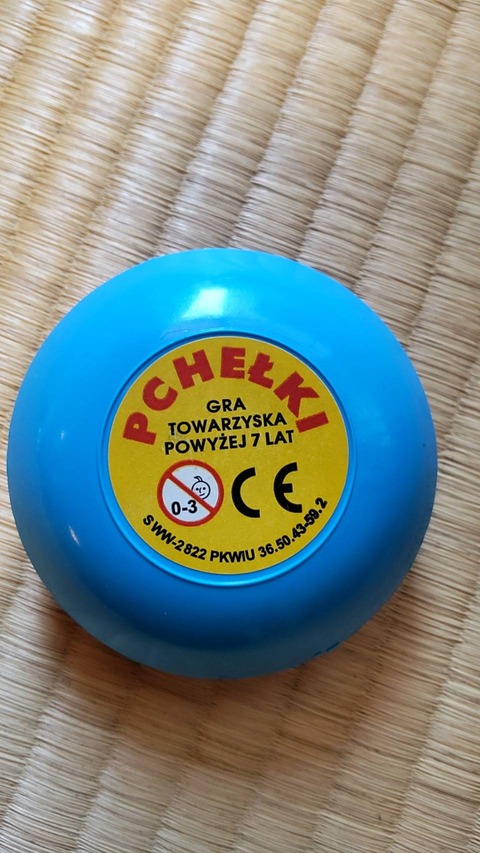 PCHEŁKI
GRA
TOWARZYSKA
POWYŻEJ 7 LAT
0-3
CE
SWW-2822 PKWIU 36.50.43-59.2